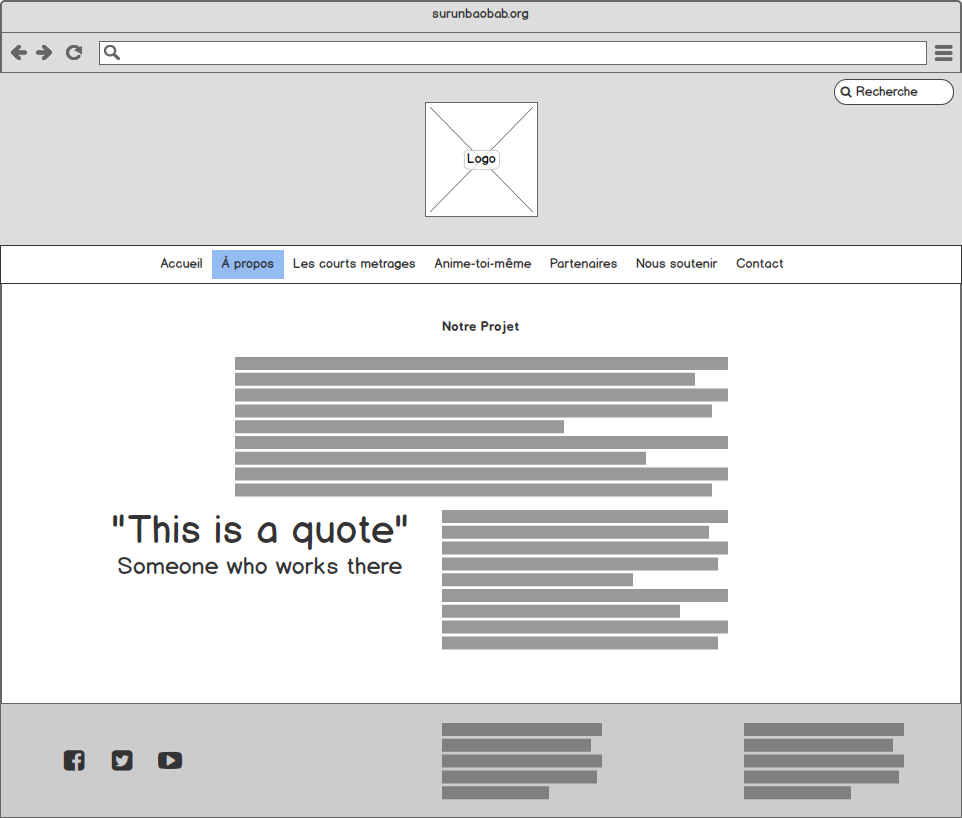 surunbaobab.org
Recherche
Logo
Accueil À propos Les courts metrages Anime-toi-même Partenaires Nous soutenir Contact
Notre Projet
"This is a quote"
Someone who works there